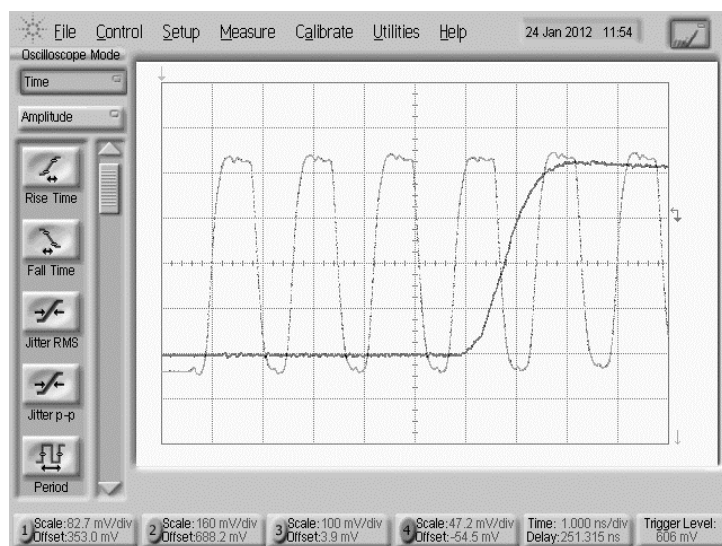 File Control Setup Measure Calibrate Utilities Help 24 Jan 2012 11:54
Oscilloscope Mode
Time
Amplitude
Rise Time
Fall Time
Jitter RMS
Jitter p-p
Period
1 Scale:82.7 mV/div 2 Scale:160 mV/div 3 Scale:100 mV/div 4 Scale:47.2 mV/div Time: 1.000 ns/div Trigger Level:
Offset:353.0 mV Offset:688.2 mV Offset:3.9 mV Offset:-54.5 mV Delay:251.315 ns 606 mV